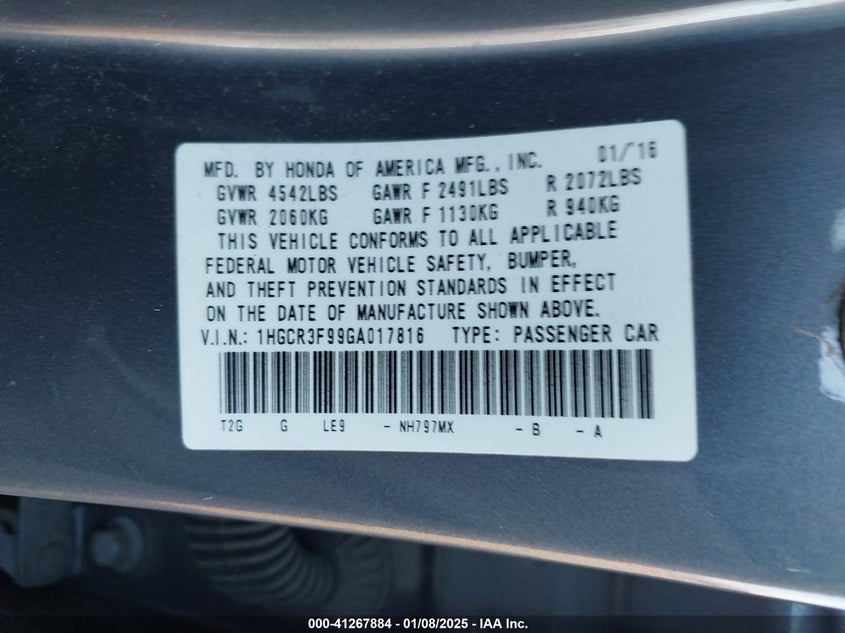 MFD. BY HONDA OF AMERICA MFG., INC. 01/'16
GVWR 4542LBS GAWR F 2491LBS R 2072LBS
GVWR 2060KG GAWR F 1130KG R 940KG
THIS VEHICLE CONFORMS TO ALL APPLICABLE
FEDERAL MOTOR VEHICLE SAFETY, BUMPER,
AND THEFT PREVENTION STANDARDS IN EFFECT
ON THE DATE OF MANUFACTURE SHOWN ABOVE.
V.I.N.: 1HGCR3F99GA017816 TYPE: PASSENGER CAR
T2G G LE9 - NH797MX - B - A
000-41267884 - 01/08/2025 - IAA Inc.